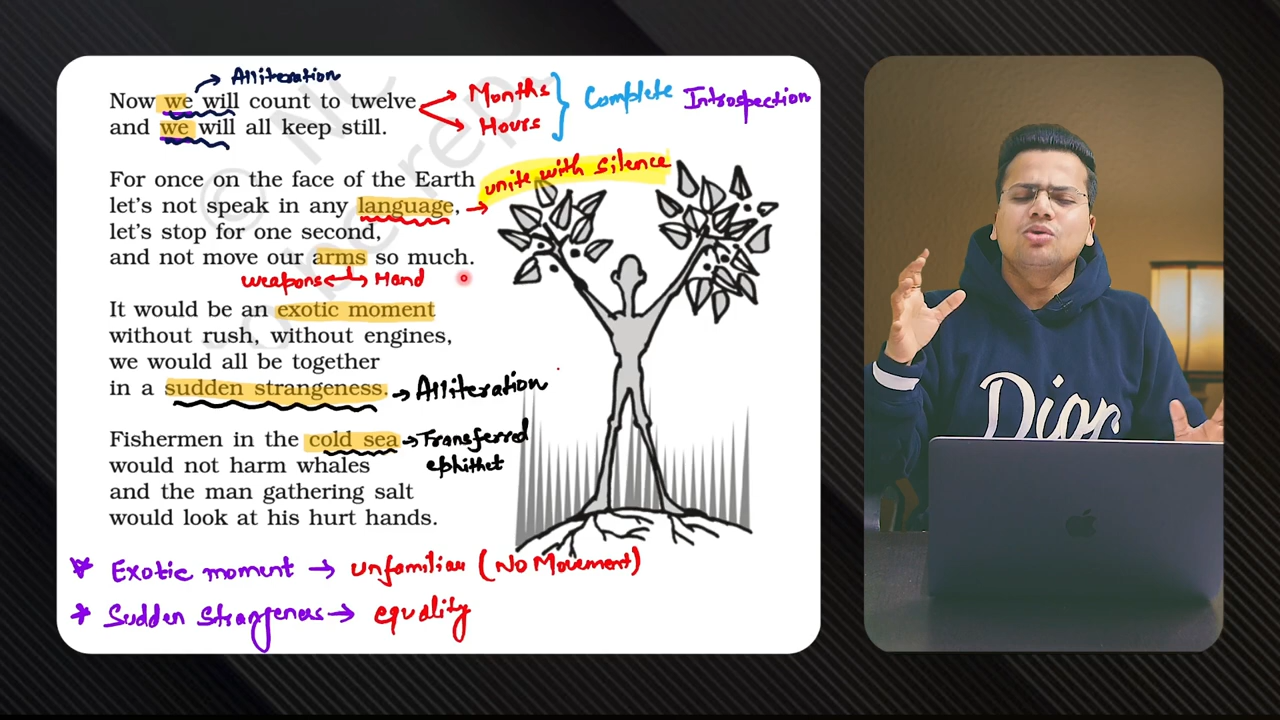 Alliteration
Now we will count to twelve
and we will all keep still.
Months
Hours
Complete Introspection
For once on the face of the Earth
let's not speak in any language,
unite with silence
let's stop for one second,
and not move our arms so much.
weapons Hand
It would be an exotic moment
without rush, without engines,
we would all be together
in a sudden strangeness.
Alliteration
Fishermen in the cold sea
Transferred
ephithet
would not harm whales
and the man gathering salt
would look at his hurt hands.
* Exotic moment → unfamiliar (No Movement)
* Sudden Strangeness → equality
Dior